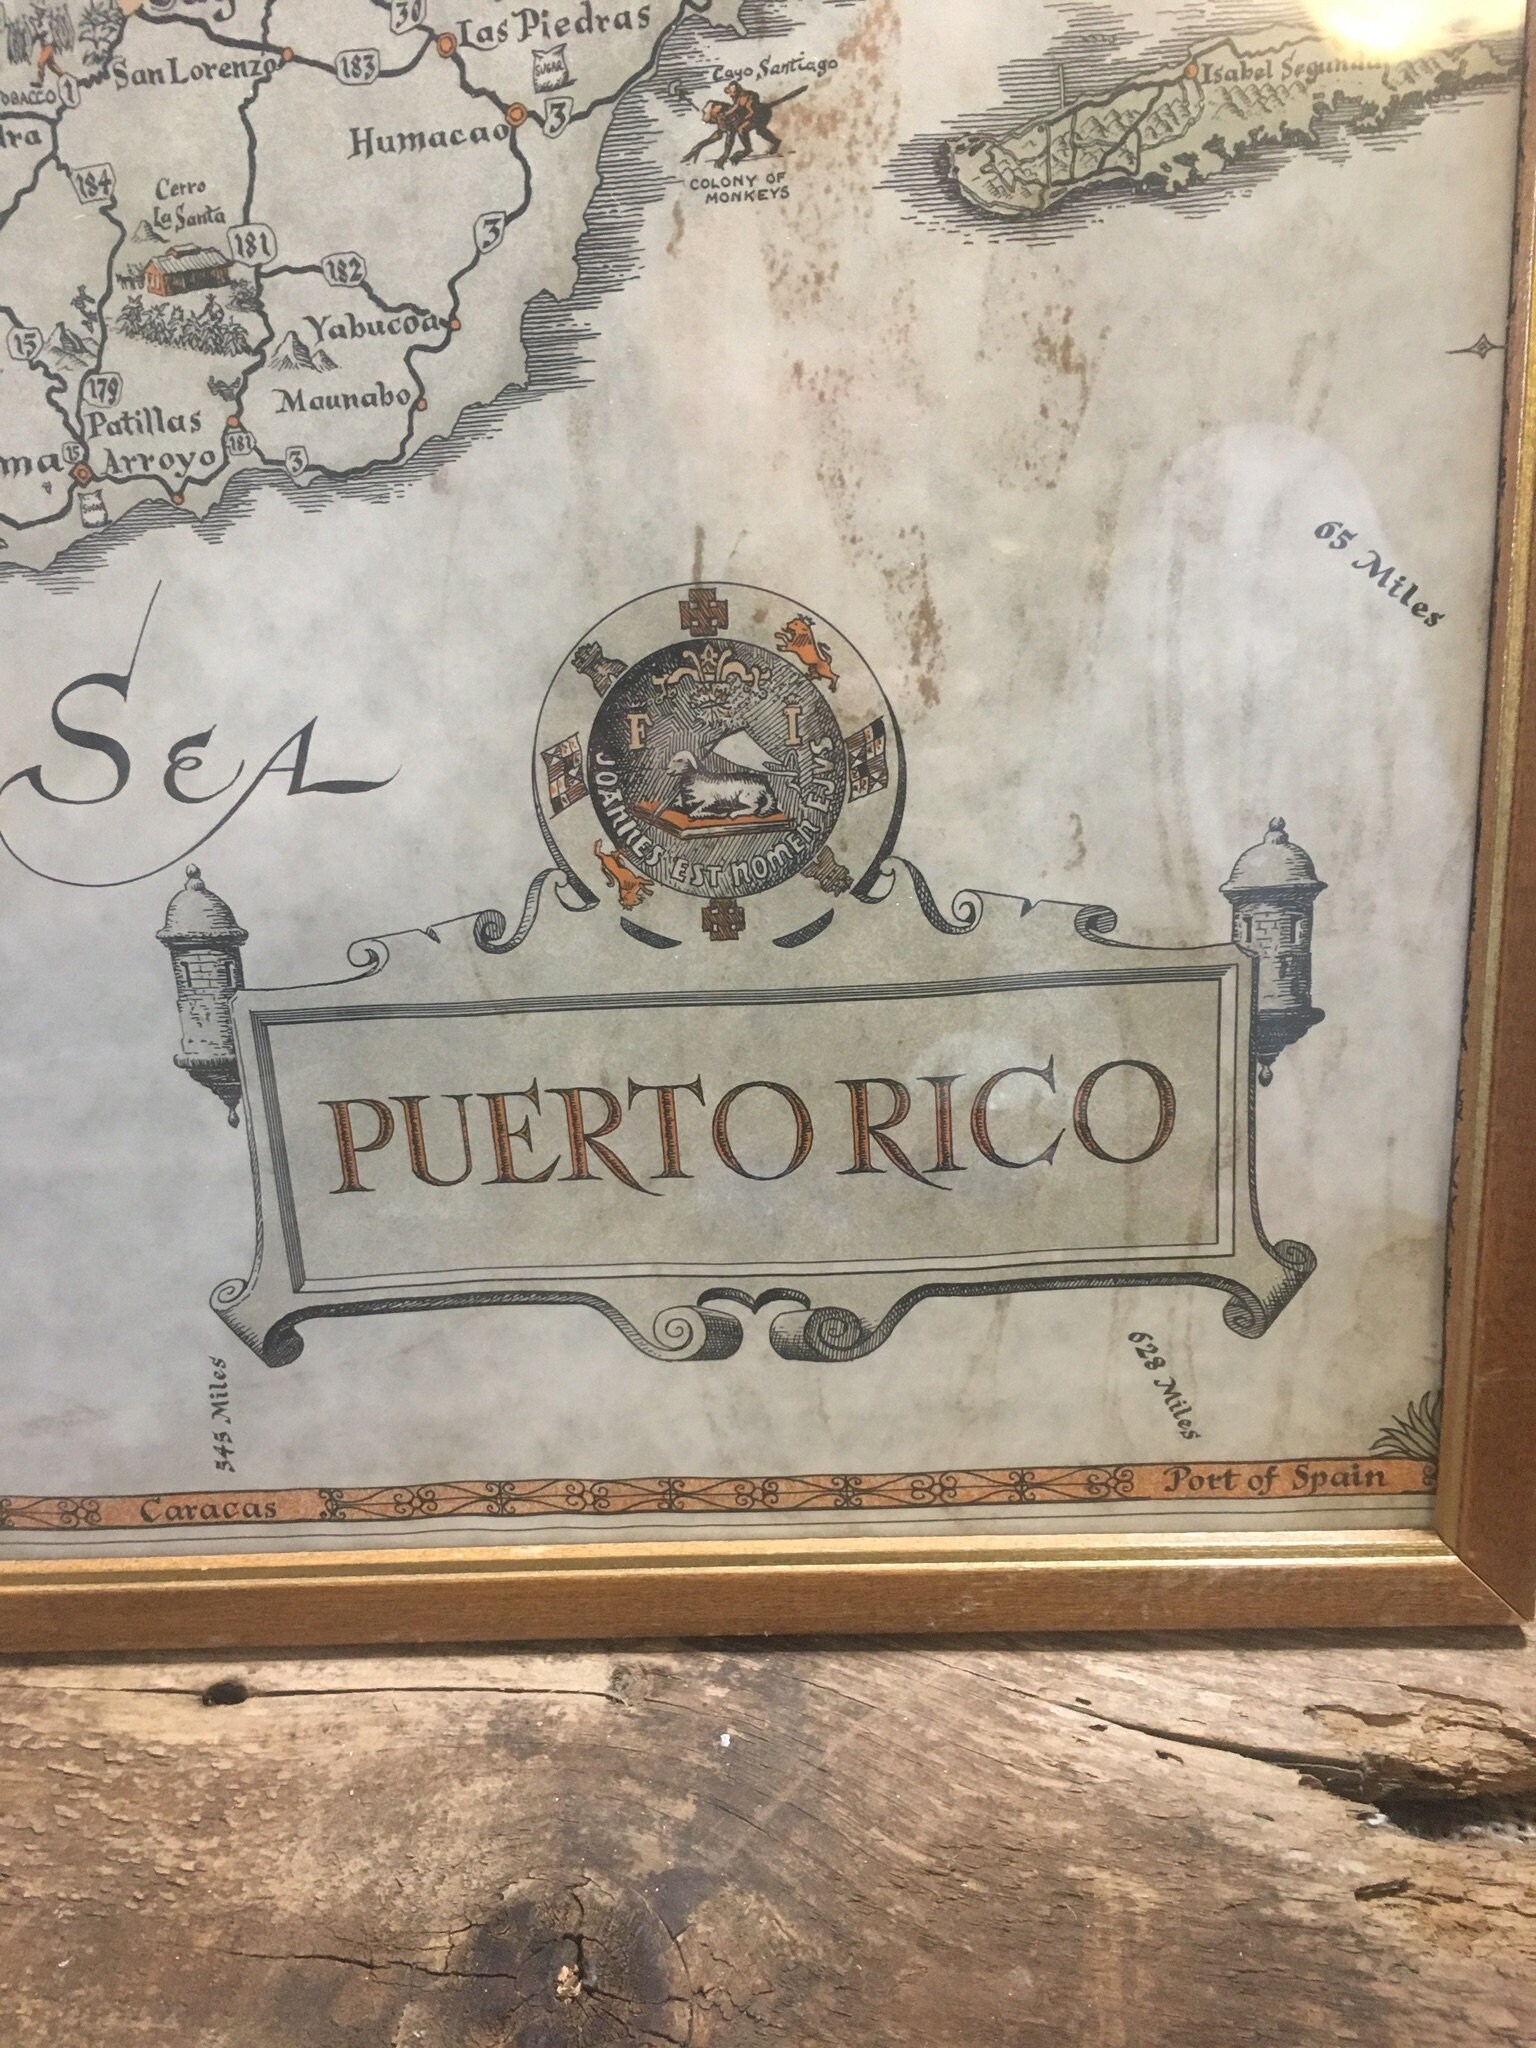 30
Las Piedras
San Lorenzo
183
SUGAR
Cayo Santiago
Isabel Segunda
1
3
Humacao
184
COLONY OF
MONKEYS
Cerro
La Santa
181
3
182
Yabucoa
15
179
Maunabo
Patillas
181
15
Arroyo
3
SUGAR
65 Miles
SEA
F I
JOANNES EST NOMEN EJUS
PUERTO RICO
545 Miles
628 Miles
Caracas
Port of Spain